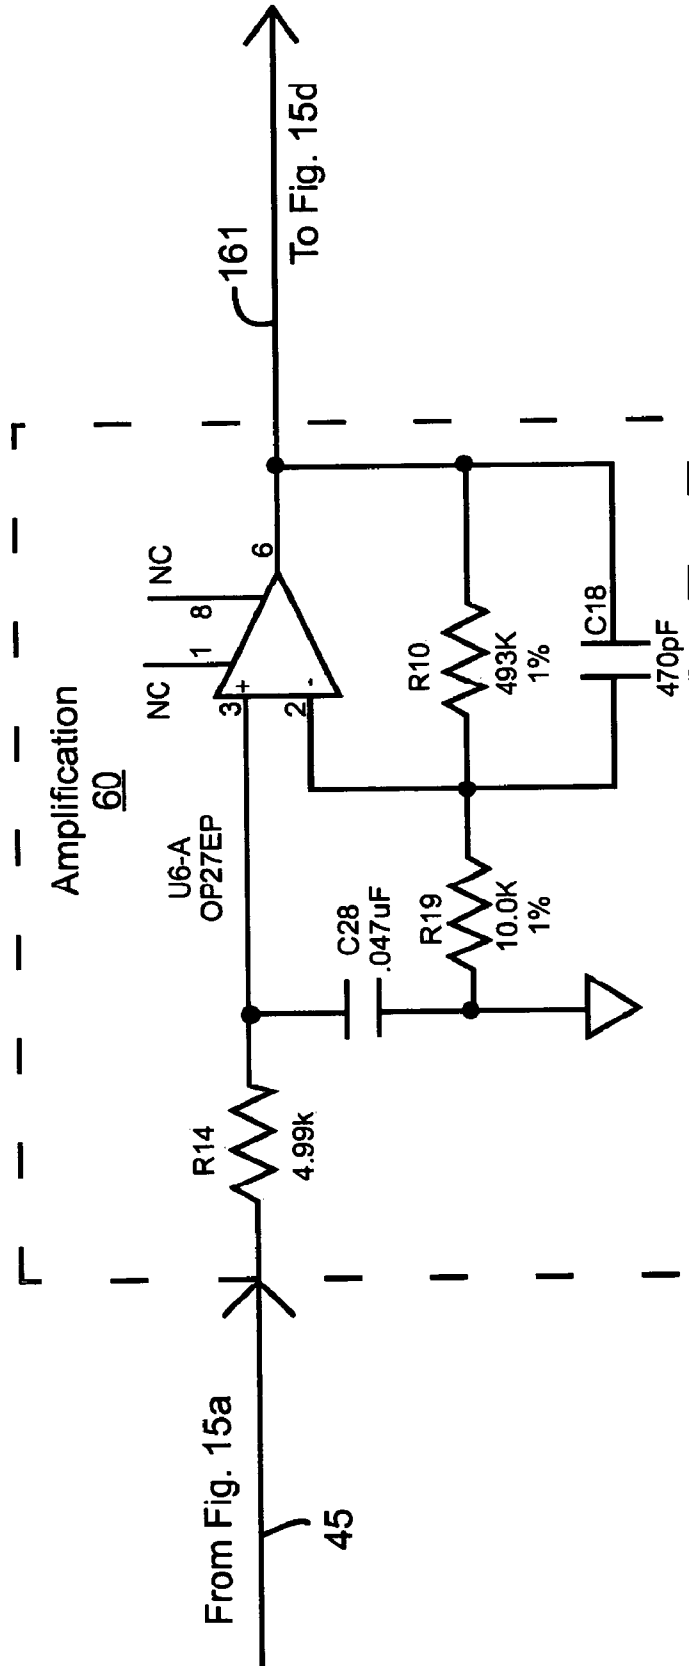 Amplification
60
From Fig. 15a
45
R14
4.99k
U6-A
OP27EP
C28
.047uF
R19
10.0K
1%
NC
NC
1
8
3
+
2
-
6
R10
493K
1%
C18
470pF
161
To Fig. 15d